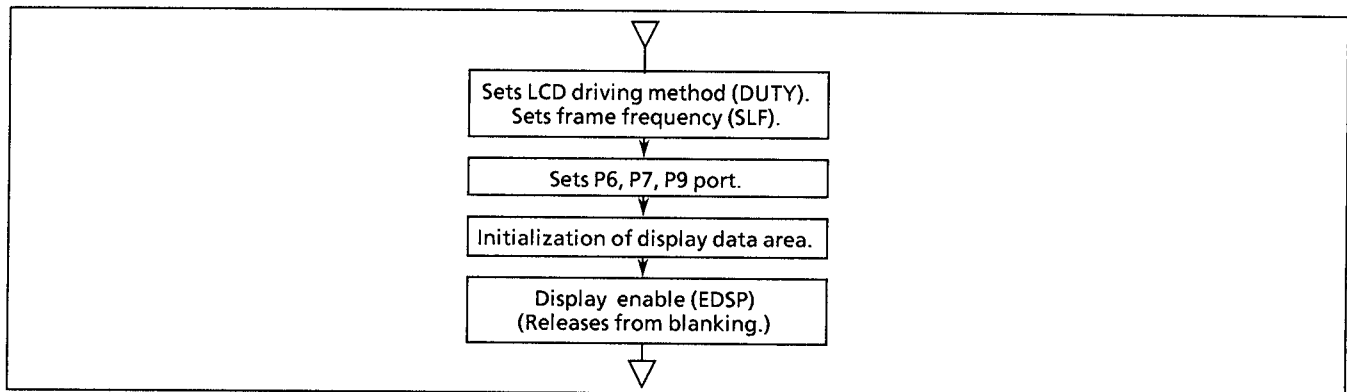 Sets LCD driving method (DUTY).
Sets frame frequency (SLF).
Sets P6, P7, P9 port.
Initialization of display data area.
Display enable (EDSP)
(Releases from blanking.)